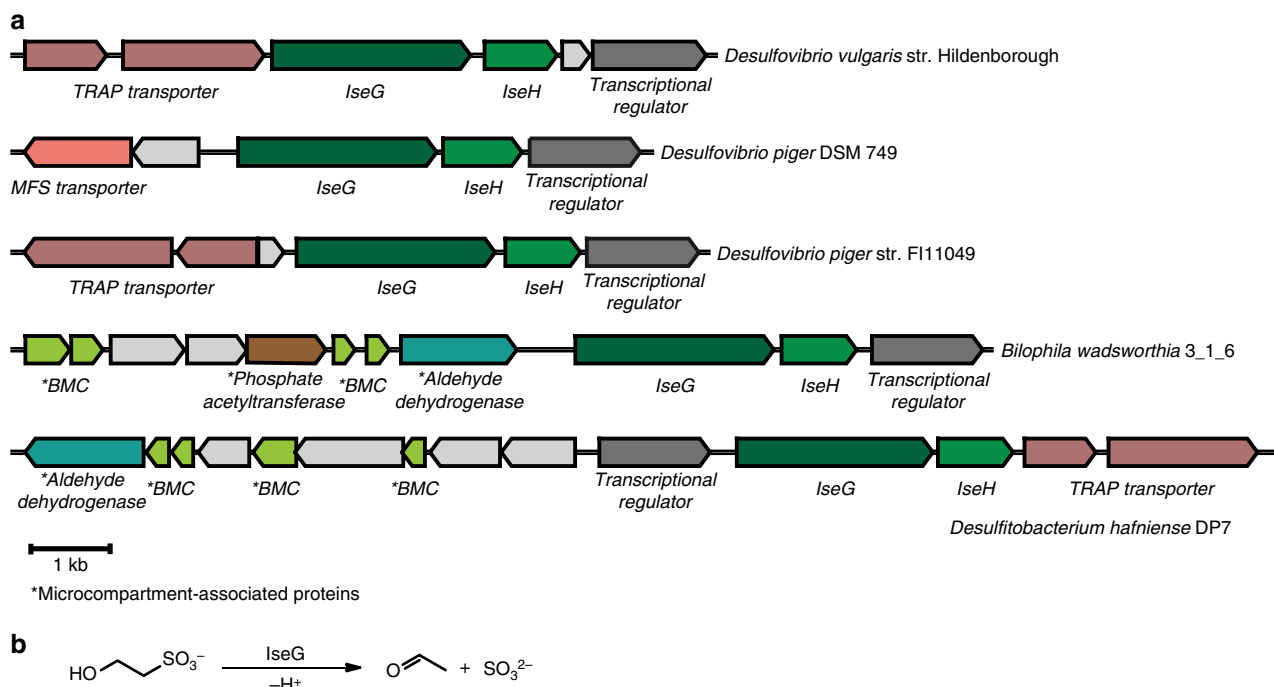 a
Desulfovibrio vulgaris str. Hildenborough
TRAP transporter
IseG
IseH
Transcriptional
regulator
Desulfovibrio piger DSM 749
MFS transporter
IseG
IseH
Transcriptional
regulator
Desulfovibrio piger str. FI11049
TRAP transporter
IseG
IseH
Transcriptional
regulator
Bilophila wadsworthia 3_1_6
*BMC
*Phosphate
acetyltransferase
*BMC
*Aldehyde
dehydrogenase
IseG
IseH
Transcriptional
regulator
*Aldehyde
dehydrogenase
*BMC
*BMC
*BMC
Transcriptional
regulator
IseG
IseH
TRAP transporter
Desulfitobacterium hafniense DP7
1 kb
*Microcompartment-associated proteins
b
HO SO₃⁻ IseG O + SO₃²⁻
–H⁺